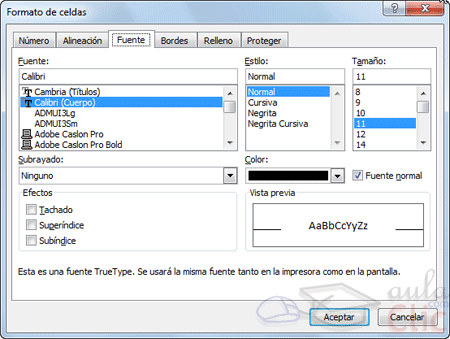 Formato de celdas
Número Alineación Fuente Bordes Relleno Proteger
Fuente: Estilo: Tamaño:
Calibri Normal 11
Cambria (Títulos) Normal 8
Calibri (Cuerpo) Cursiva 9
ADMUI3Lg Negrita 10
ADMUI3Sm Negrita Cursiva 11
Adobe Caslon Pro 12
Adobe Caslon Pro Bold 14
Subrayado: Color:
Ninguno Fuente normal
Efectos Vista previa
Tachado
Superíndice AaBbCcYyZz
Subíndice
Esta es una fuente TrueType. Se usará la misma fuente tanto en la impresora como en la pantalla.
aula
.com
Clic
Aceptar Cancelar